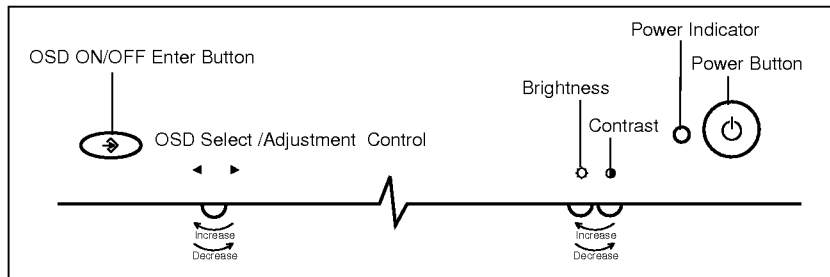 Power Indicator
OSD ON/OFF Enter Button
Power Button
Brightness
Contrast
OSD Select /Adjustment Control
Increase
Decrease
Increase
Decrease